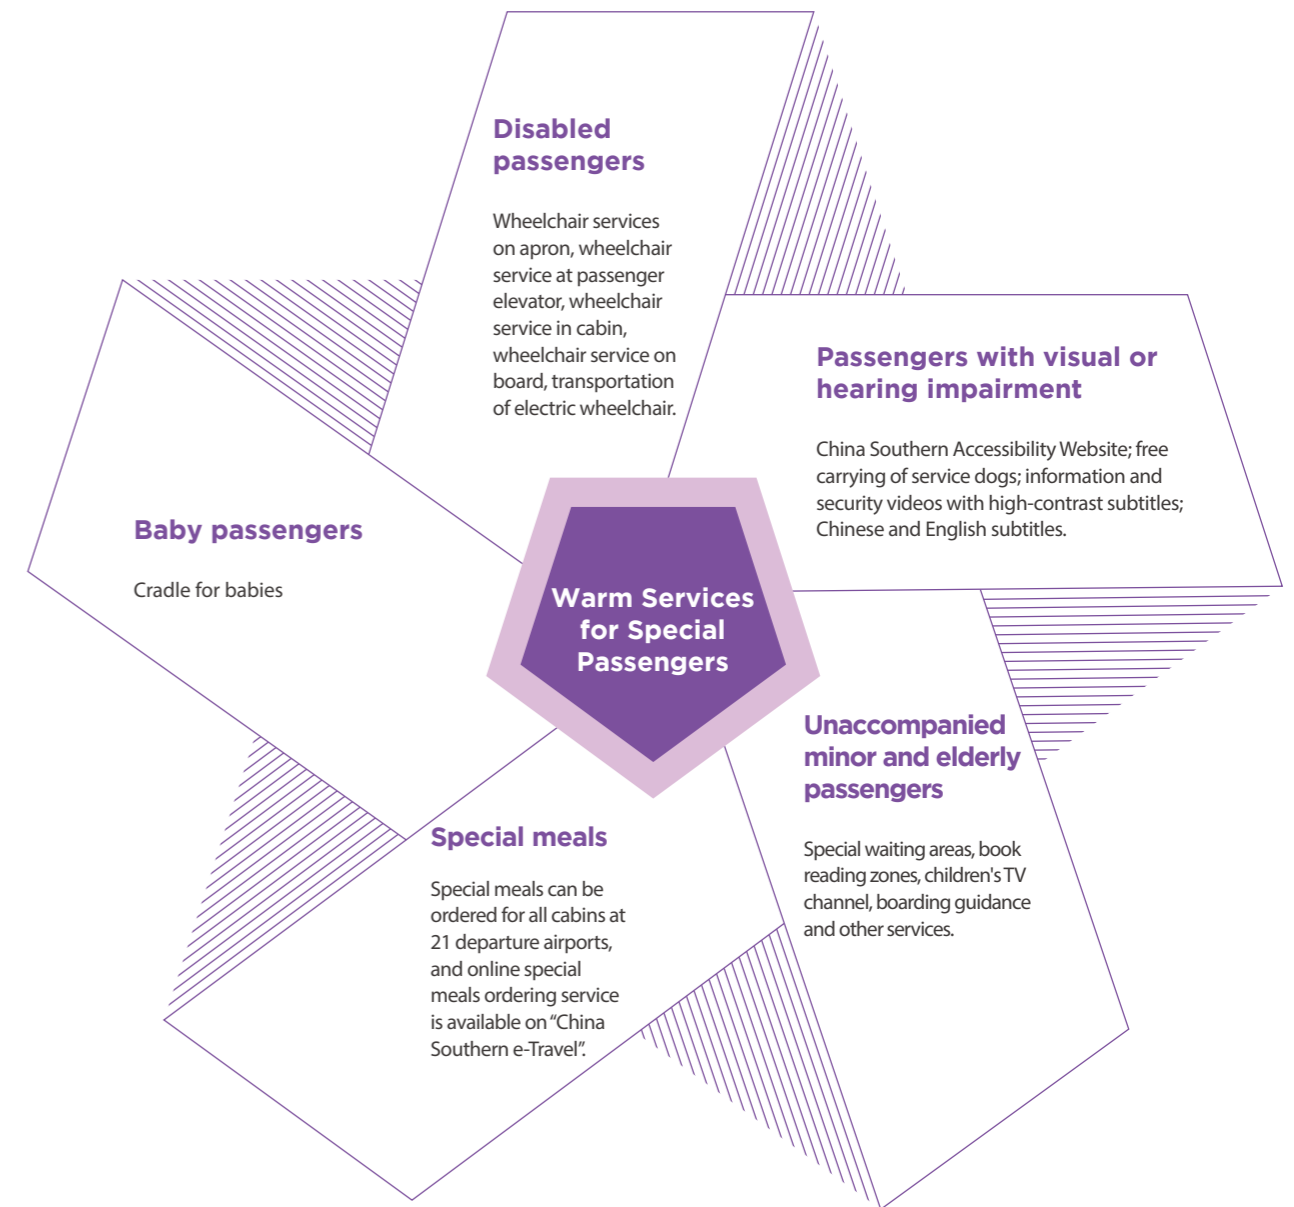 Disabled
passengers
Wheelchair services
on apron, wheelchair
service at passenger
elevator, wheelchair
service in cabin,
wheelchair service on
board, transportation
of electric wheelchair.
Passengers with visual or
hearing impairment
China Southern Accessibility Website; free
carrying of service dogs; information and
security videos with high-contrast subtitles;
Chinese and English subtitles.
Baby passengers
Cradle for babies
Warm Services
for Special
Passengers
Unaccompanied
minor and elderly
passengers
Special waiting areas, book
reading zones, children's TV
channel, boarding guidance
and other services.
Special meals
Special meals can be
ordered for all cabins at
21 departure airports,
and online special
meals ordering service
is available on “China
Southern e-Travel”.